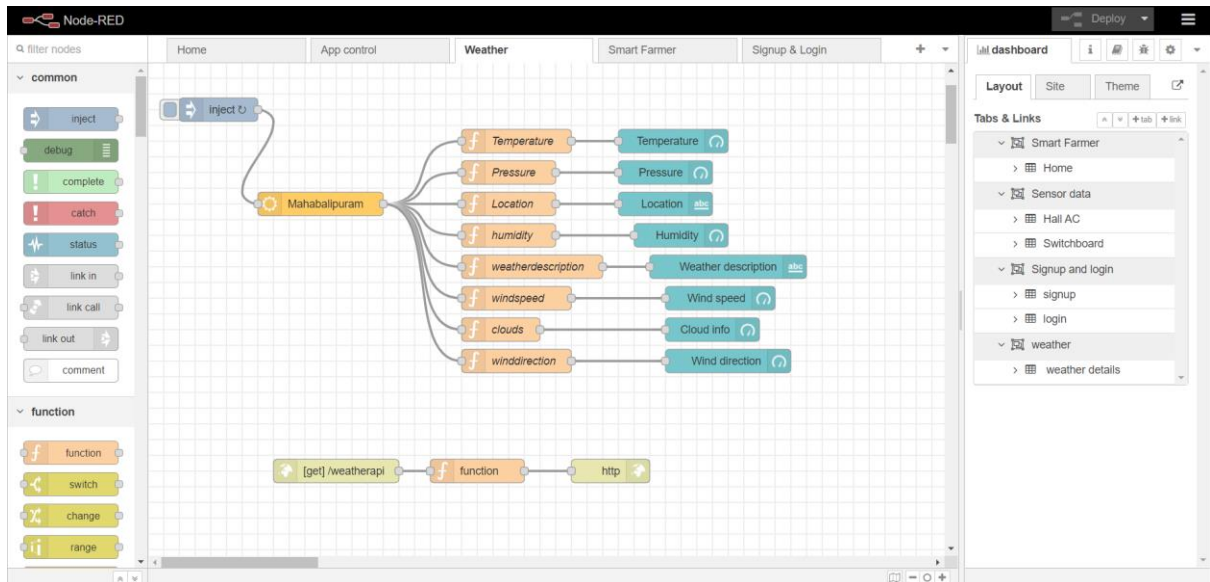 Node-RED
Deploy
filter nodes
Home
App control
Weather
Smart Farmer
Signup & Login
dashboard
i
common
inject
debug
complete
catch
status
link in
link call
link out
comment
function
function
switch
change
range
inject ↻
Mahabalipuram
f Temperature
Temperature
f Pressure
Pressure
f Location
Location abc
f humidity
Humidity
f weatherdescription
Weather description abc
f windspeed
Wind speed
f clouds
Cloud info
f winddirection
Wind direction
[get] /weatherapi
f function
http
Layout
Site
Theme
Tabs & Links
+ tab
+ link
Smart Farmer
Home
Sensor data
Hall AC
Switchboard
Signup and login
signup
login
weather
weather details